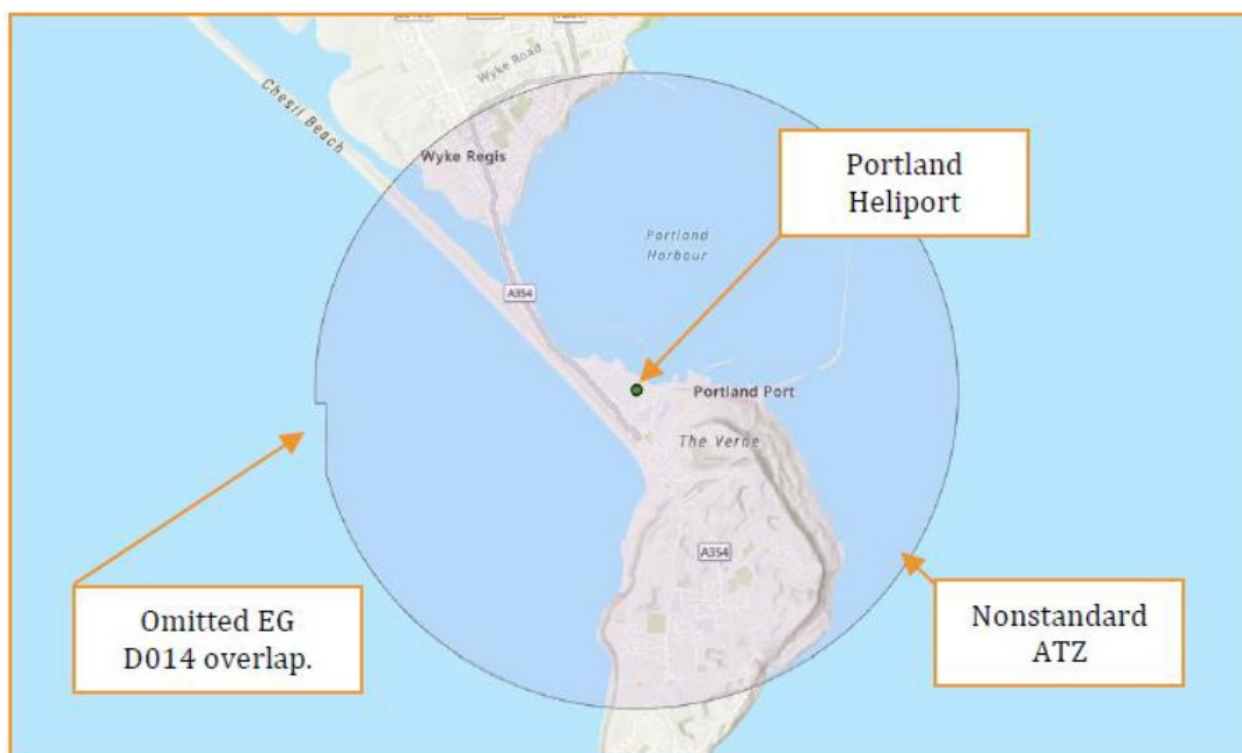 Wyke Road
Chesil Beach
Wyke Regis
Portland
Heliport
Portland
Harbour
A354
Portland Port
The Verne
A354
Omitted EG
D014 overlap.
Nonstandard
ATZ